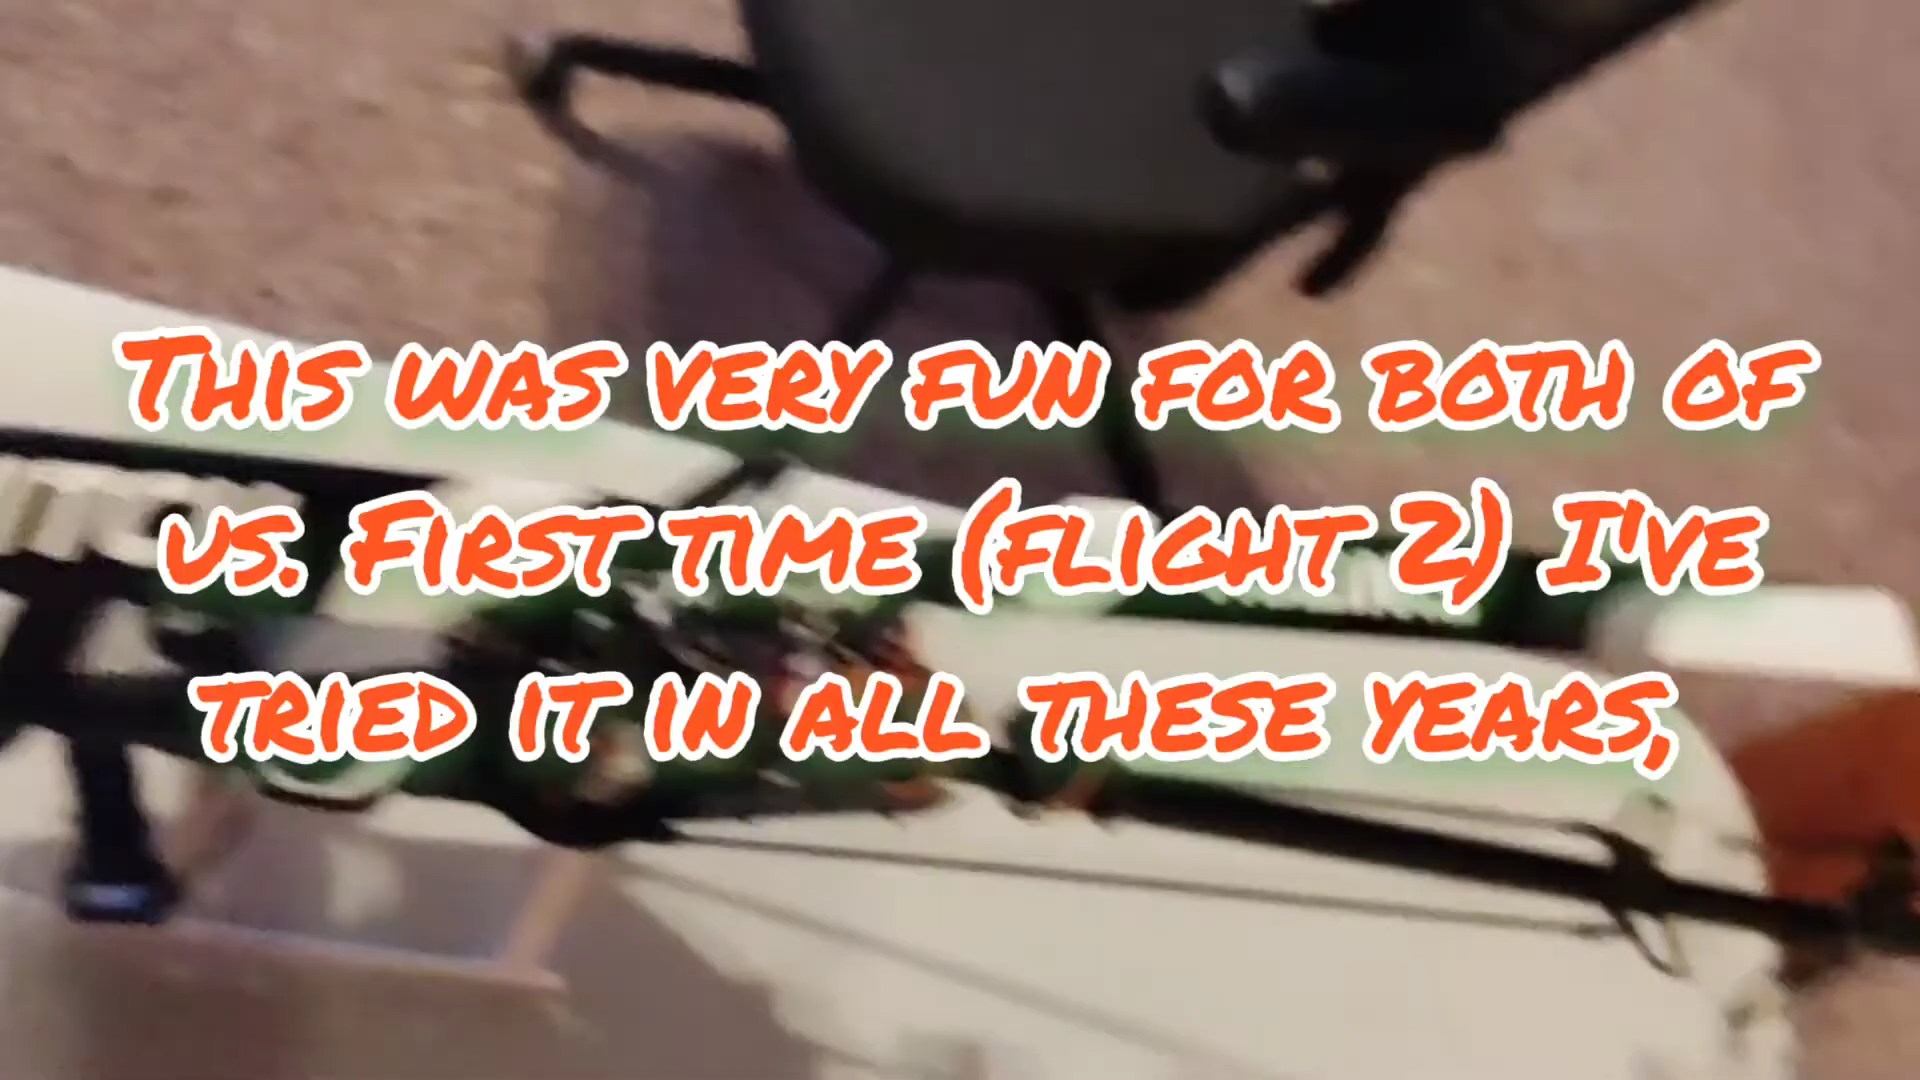 This was very fun for both of
us. First time (flight 2) I've
tried it in all these years,